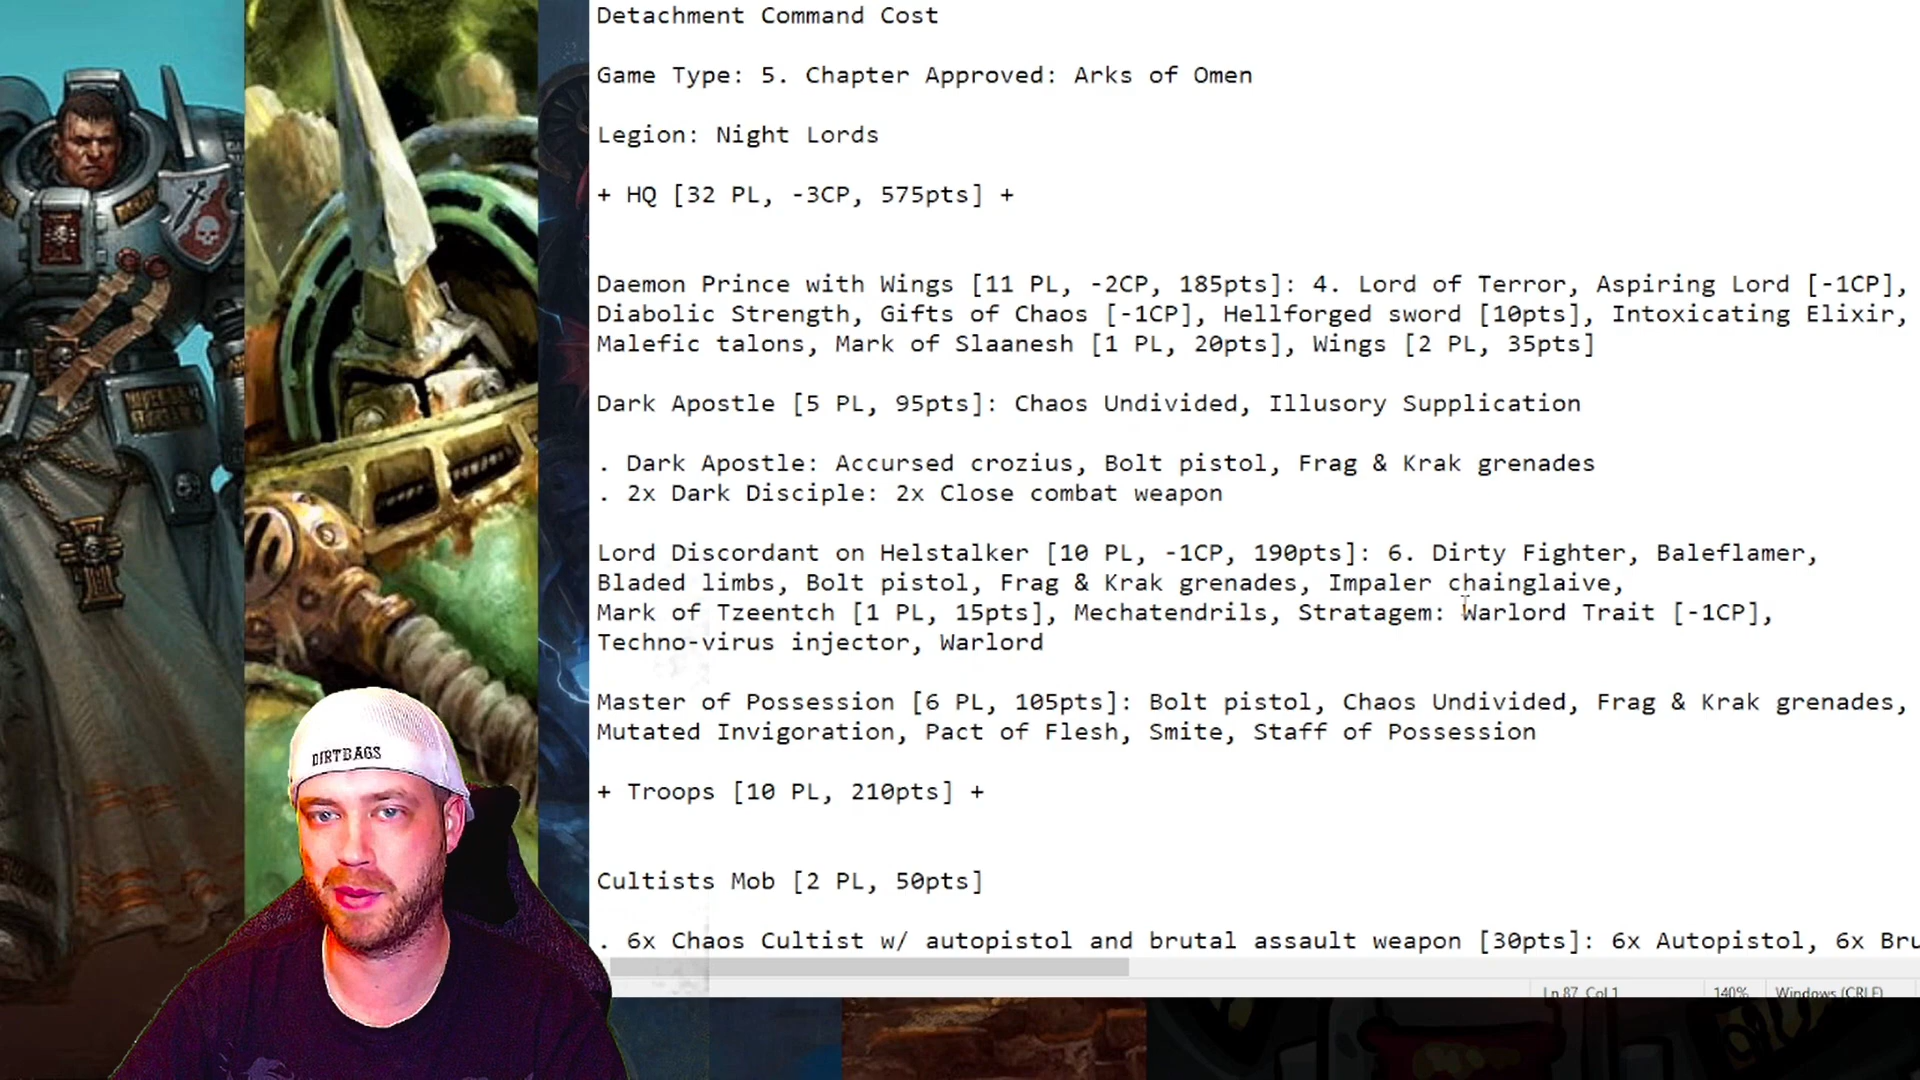 Detachment Command Cost
Game Type: 5. Chapter Approved: Arks of Omen
Legion: Night Lords
+ HQ [32 PL, -3CP, 575pts] +
Daemon Prince with Wings [11 PL, -2CP, 185pts]: 4. Lord of Terror, Aspiring Lord [-1CP],
Diabolic Strength, Gifts of Chaos [-1CP], Hellforged sword [10pts], Intoxicating Elixir,
Malefic talons, Mark of Slaanesh [1 PL, 20pts], Wings [2 PL, 35pts]
Dark Apostle [5 PL, 95pts]: Chaos Undivided, Illusory Supplication
. Dark Apostle: Accursed crozius, Bolt pistol, Frag & Krak grenades
. 2x Dark Disciple: 2x Close combat weapon
Lord Discordant on Helstalker [10 PL, -1CP, 190pts]: 6. Dirty Fighter, Baleflamer,
Bladed limbs, Bolt pistol, Frag & Krak grenades, Impaler chainglaive,
Mark of Tzeentch [1 PL, 15pts], Mechatendrils, Stratagem: Warlord Trait [-1CP],
Techno-virus injector, Warlord
Master of Possession [6 PL, 105pts]: Bolt pistol, Chaos Undivided, Frag & Krak grenades,
Mutated Invigoration, Pact of Flesh, Smite, Staff of Possession
+ Troops [10 PL, 210pts] +
DIRTBAGS
Cultists Mob [2 PL, 50pts]
. 6x Chaos Cultist w/ autopistol and brutal assault weapon [30pts]: 6x Autopistol, 6x Bru
Ln 87, Col 1
140%
Windows (CRLF)